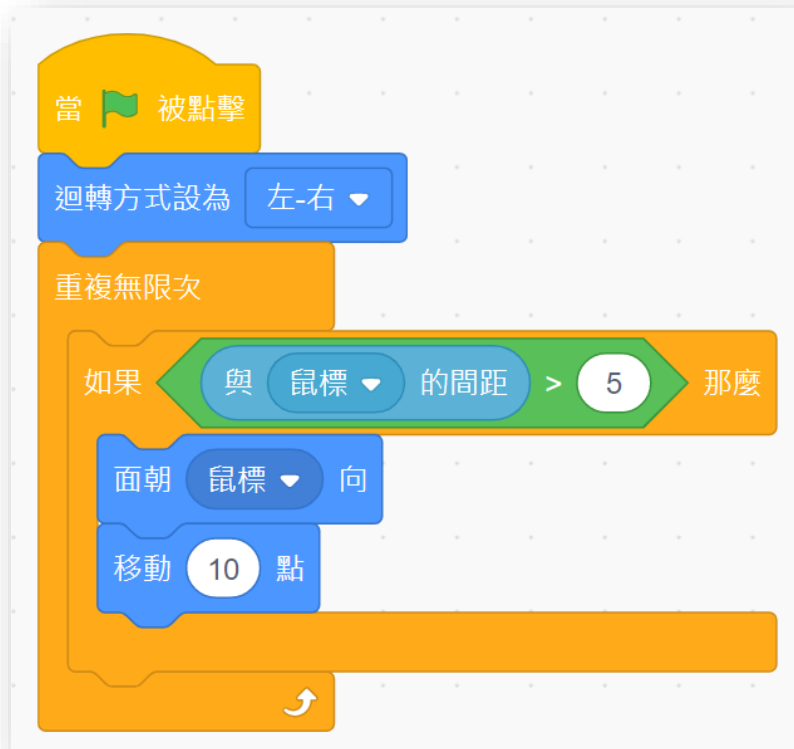 當 被點擊
迴轉方式設為 左-右
重複無限次
如果 與 鼠標 的間距 > 5 那麼
面朝 鼠標 向
移動 10 點